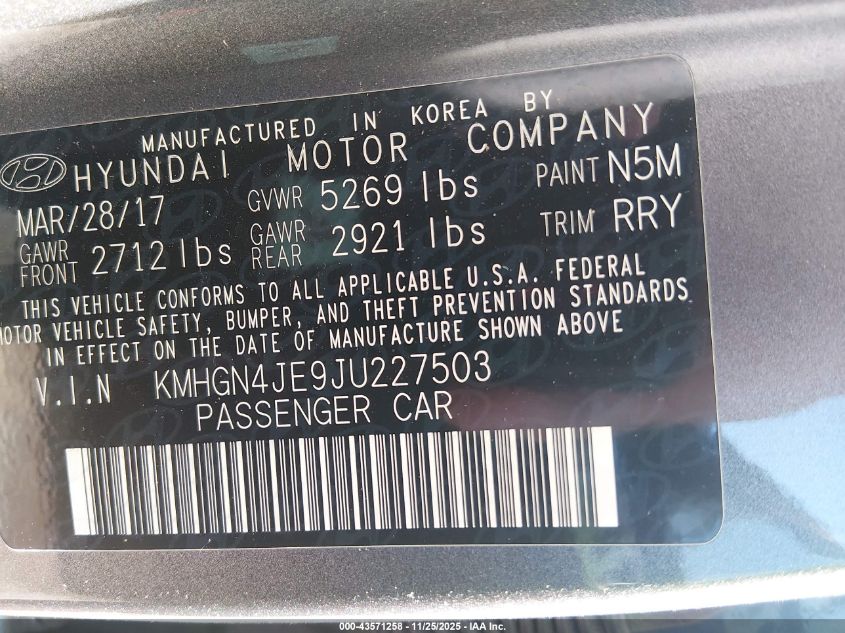 MANUFACTURED IN KOREA BY
HYUNDAI MOTOR COMPANY
MAR/28/17 GVWR 5269 lbs PAINT N5M
GAWR FRONT 2712 lbs GAWR REAR 2921 lbs TRIM RRY
THIS VEHICLE CONFORMS TO ALL APPLICABLE U.S.A. FEDERAL
MOTOR VEHICLE SAFETY, BUMPER, AND THEFT PREVENTION STANDARDS
IN EFFECT ON THE DATE OF MANUFACTURE SHOWN ABOVE
V.I.N KMHGN4JE9JU227503
PASSENGER CAR
000-43571258 - 11/25/2025 - IAA Inc.